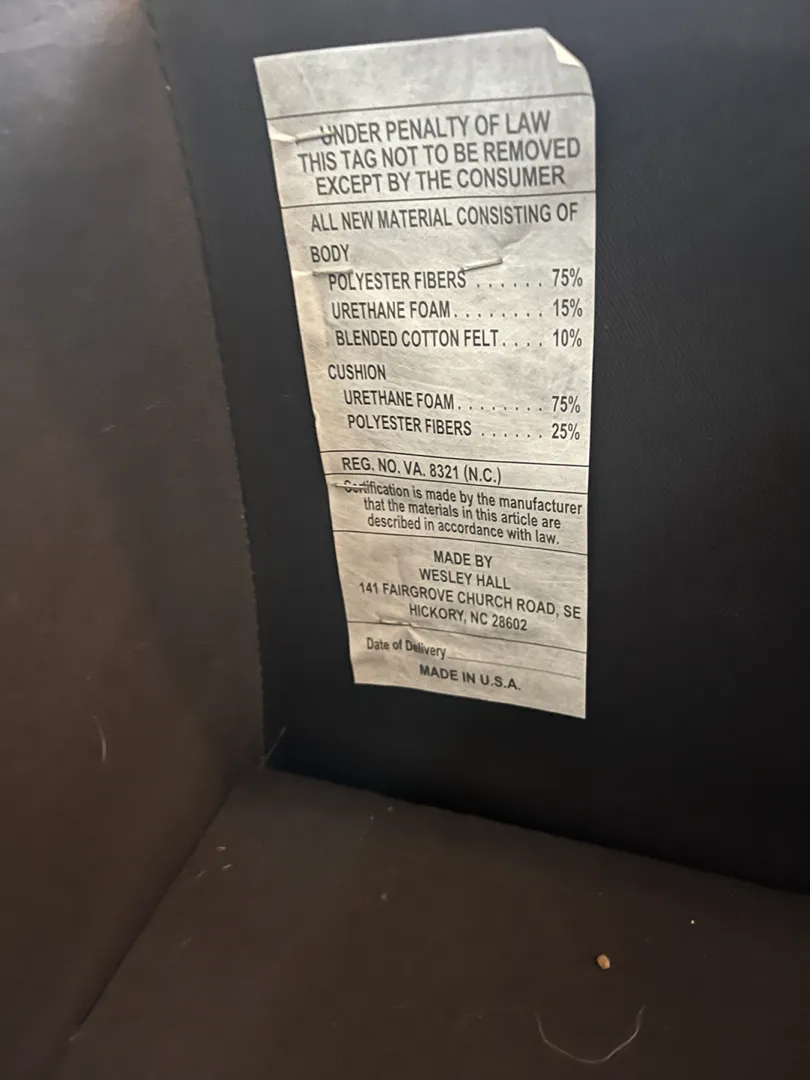 UNDER PENALTY OF LAW
THIS TAG NOT TO BE REMOVED
EXCEPT BY THE CONSUMER
ALL NEW MATERIAL CONSISTING OF
BODY
POLYESTER FIBERS . . . . . . 75%
URETHANE FOAM . . . . . . . . 15%
BLENDED COTTON FELT . . . . 10%
CUSHION
URETHANE FOAM . . . . . . . . 75%
POLYESTER FIBERS . . . . . . 25%
REG. NO. VA. 8321 (N.C.)
Certification is made by the manufacturer
that the materials in this article are
described in accordance with law.
MADE BY
WESLEY HALL
141 FAIRGROVE CHURCH ROAD, SE
HICKORY, NC 28602
Date of Delivery
MADE IN U.S.A.